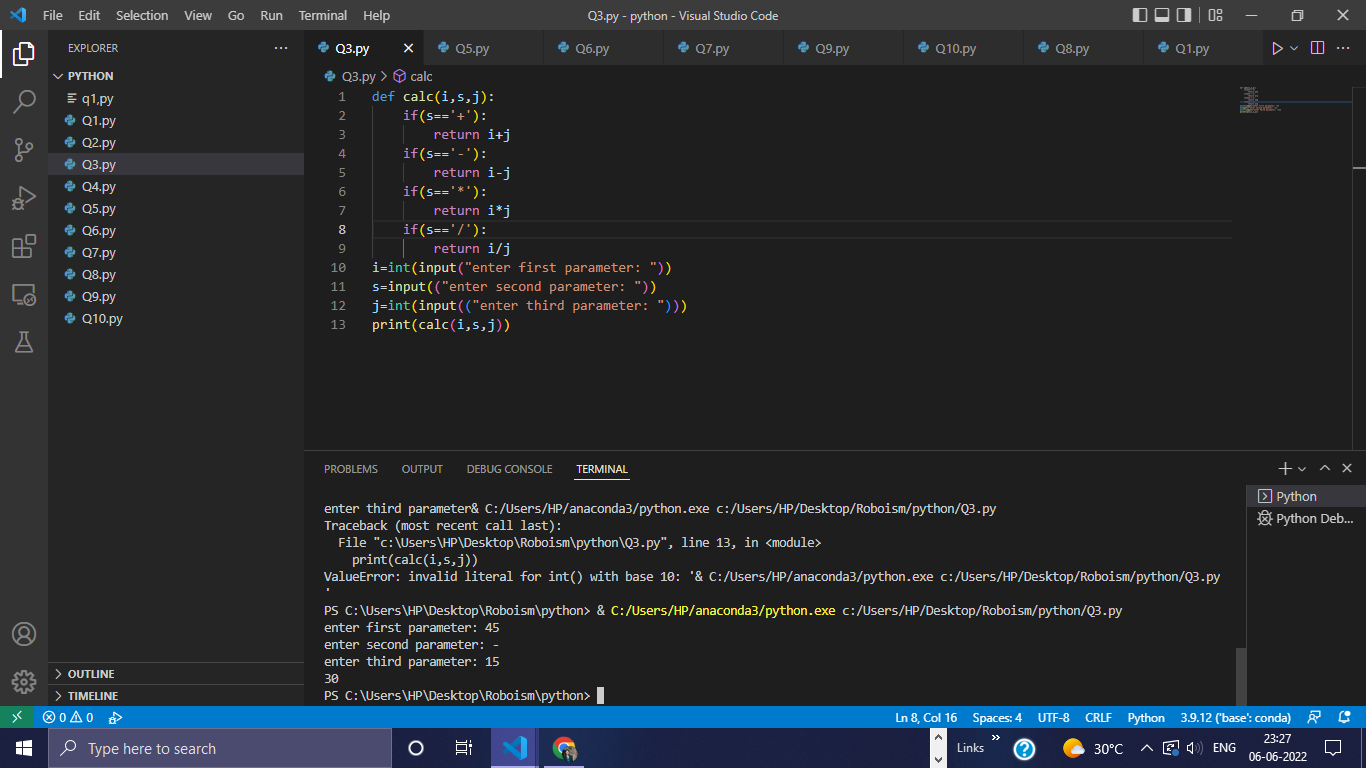 File Edit Selection View Go Run Terminal Help
Q3.py - python - Visual Studio Code
EXPLORER
PYTHON
q1,py
Q1.py
Q2.py
Q3.py
Q4.py
Q5.py
Q6.py
Q7.py
Q8.py
Q9.py
Q10.py
OUTLINE
TIMELINE
Q3.py Q5.py Q6.py Q7.py Q9.py Q10.py Q8.py Q1.py
Q3.py > calc
1 def calc(i,s,j):
2     if(s=='+'):
3         return i+j
4     if(s=='-'):
5         return i-j
6     if(s=='*'):
7         return i*j
8     if(s=='/'):
9         return i/j
10 i=int(input("enter first parameter: "))
11 s=input(("enter second parameter: "))
12 j=int(input(("enter third parameter: ")))
13 print(calc(i,s,j))
PROBLEMS OUTPUT DEBUG CONSOLE TERMINAL
enter third parameter& C:/Users/HP/anaconda3/python.exe c:/Users/HP/Desktop/Roboism/python/Q3.py
Traceback (most recent call last):
  File "c:\Users\HP\Desktop\Roboism\python\Q3.py", line 13, in <module>
    print(calc(i,s,j))
ValueError: invalid literal for int() with base 10: '& C:/Users/HP/anaconda3/python.exe c:/Users/HP/Desktop/Roboism/python/Q3.py
'
PS C:\Users\HP\Desktop\Roboism\python> & C:/Users/HP/anaconda3/python.exe c:/Users/HP/Desktop/Roboism/python/Q3.py
enter first parameter: 45
enter second parameter: -
enter third parameter: 15
30
PS C:\Users\HP\Desktop\Roboism\python>
Python
Python Deb...
0 0
Ln 8, Col 16 Spaces: 4 UTF-8 CRLF Python 3.9.12 ('base': conda)
Type here to search
Links
30°C
ENG
23:27
06-06-2022